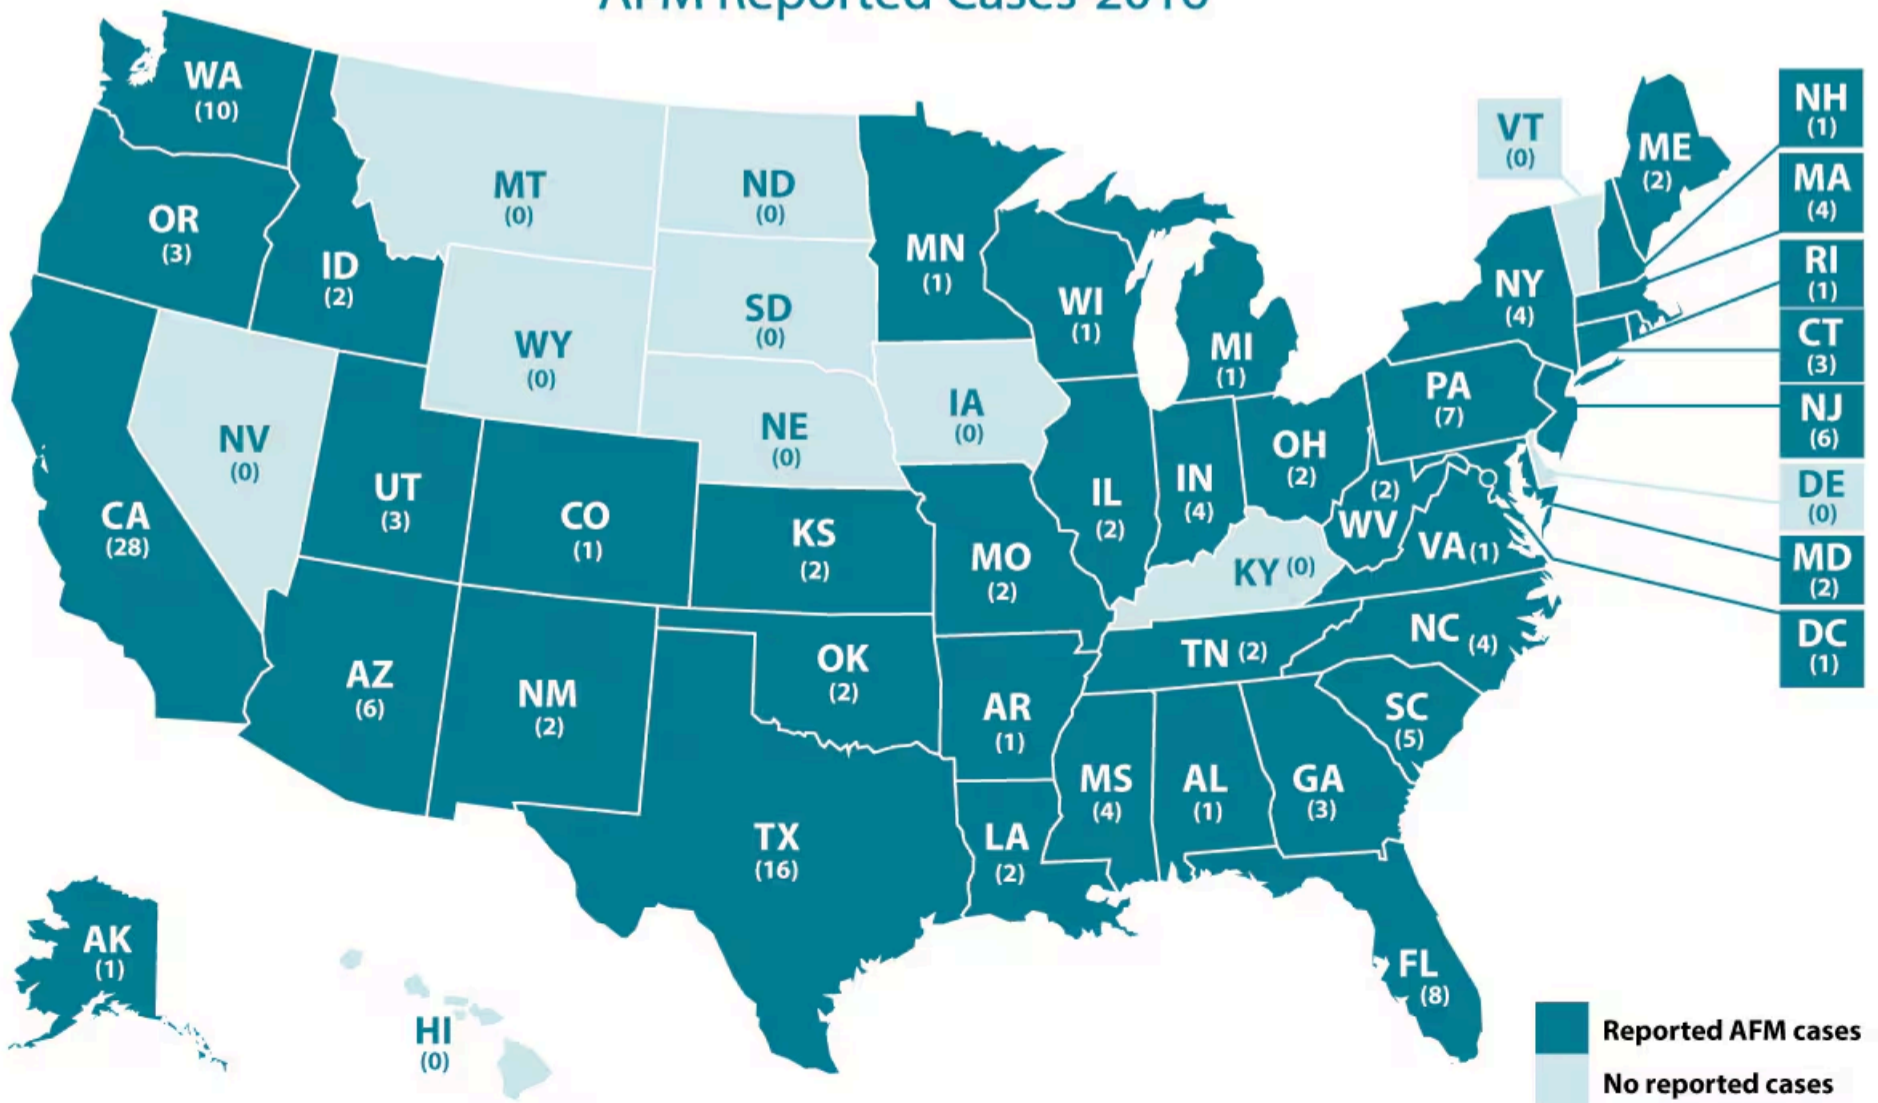 AFM Reported Cases 2016
WA
(10)
OR
(3)
ID
(2)
MT
(0)
ND
(0)
MN
(1)
SD
(0)
WY
(0)
NE
(0)
IA
(0)
WI
(1)
MI
(1)
NV
(0)
CA
(28)
UT
(3)
CO
(1)
KS
(2)
MO
(2)
IL
(2)
IN
(4)
OH
(2)
PA
(7)
NY
(4)
VT
(0)
ME
(2)
NH
(1)
MA
(4)
RI
(1)
CT
(3)
NJ
(6)
DE
(0)
MD
(2)
DC
(1)
(2)
WV
VA (1)
KY (0)
TN (2)
NC (4)
SC
(5)
AZ
(6)
NM
(2)
OK
(2)
AR
(1)
MS
(4)
AL
(1)
GA
(3)
TX
(16)
LA
(2)
FL
(8)
AK
(1)
HI
(0)
Reported AFM cases
No reported cases